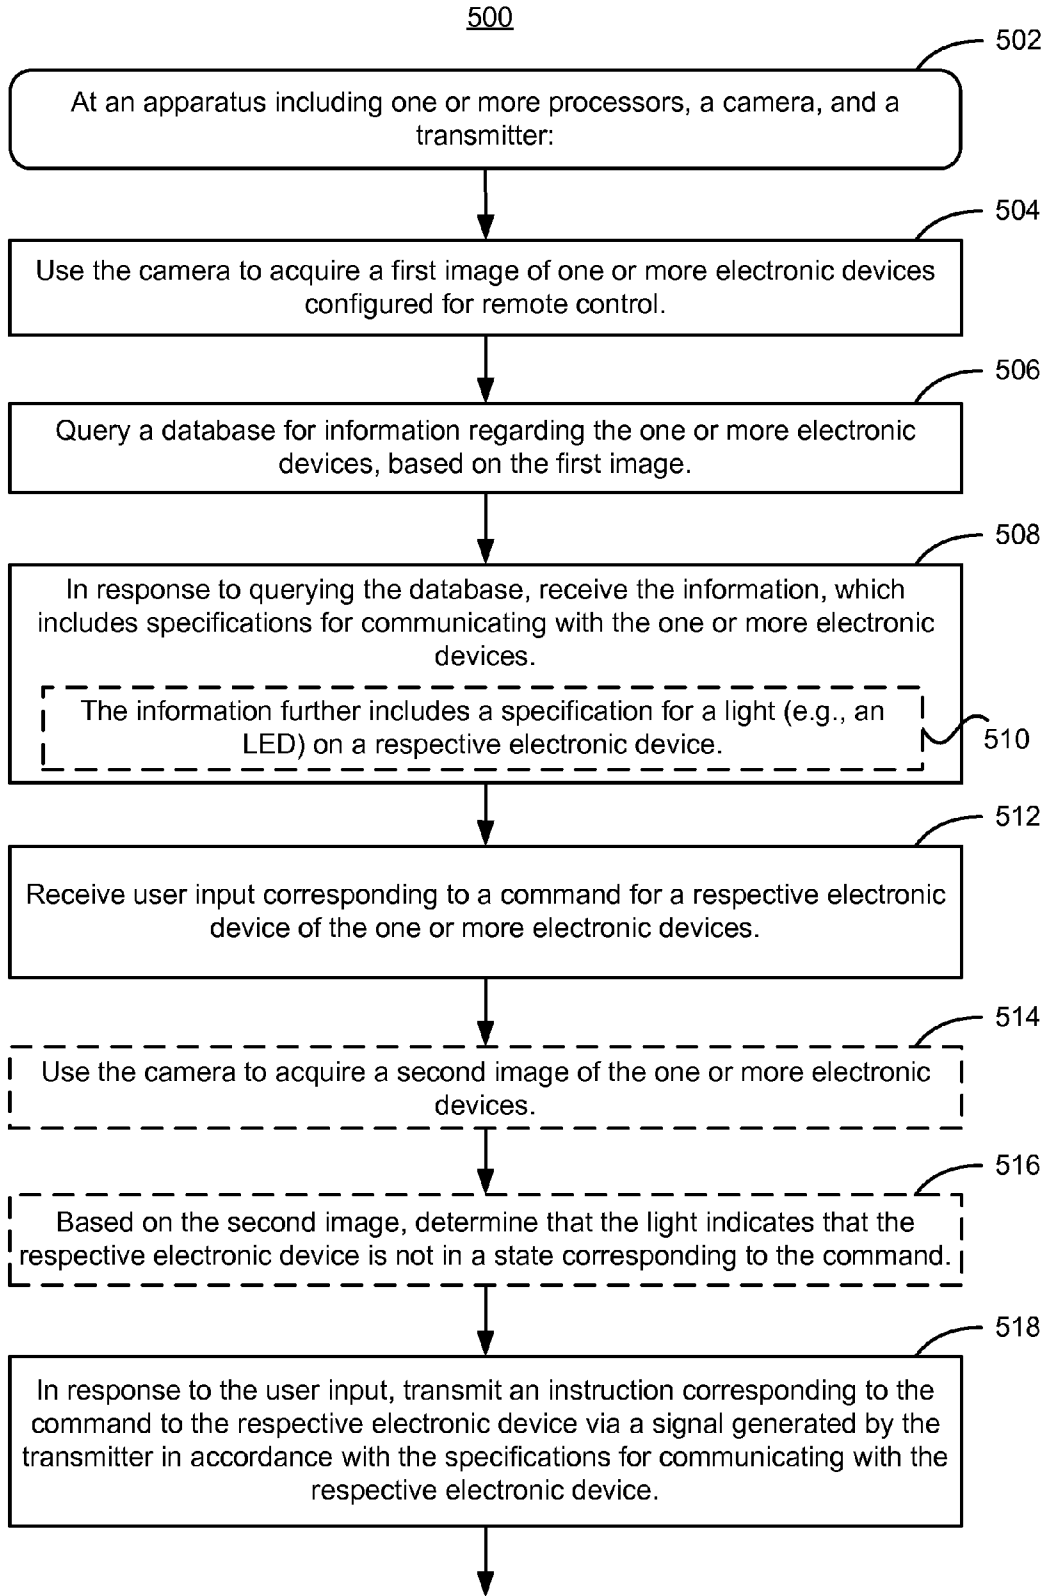 500
502
At an apparatus including one or more processors, a camera, and a
transmitter:
504
Use the camera to acquire a first image of one or more electronic devices
configured for remote control.
506
Query a database for information regarding the one or more electronic
devices, based on the first image.
508
In response to querying the database, receive the information, which
includes specifications for communicating with the one or more electronic
devices.
The information further includes a specification for a light (e.g., an
LED) on a respective electronic device.
510
512
Receive user input corresponding to a command for a respective electronic
device of the one or more electronic devices.
514
Use the camera to acquire a second image of the one or more electronic
devices.
516
Based on the second image, determine that the light indicates that the
respective electronic device is not in a state corresponding to the command.
518
In response to the user input, transmit an instruction corresponding to the
command to the respective electronic device via a signal generated by the
transmitter in accordance with the specifications for communicating with the
respective electronic device.